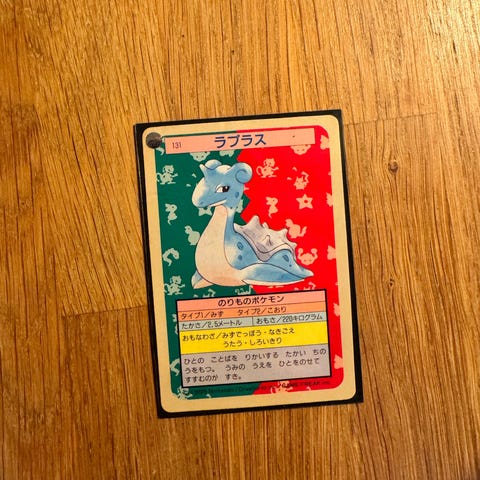 131
ラプラス
のりものポケモン
タイプ1/みず タイプ2/こおり
たかさ/2.5メートル おもさ/220キログラム
おもなわざ/みずでっぽう・なきごえ
うたう・しろいきり
ひとの ことばを りかいする たかい ちの
うをもつ。 うみの うえを ひとをのせて
すすむのが すき。
GAME FREAK inc.